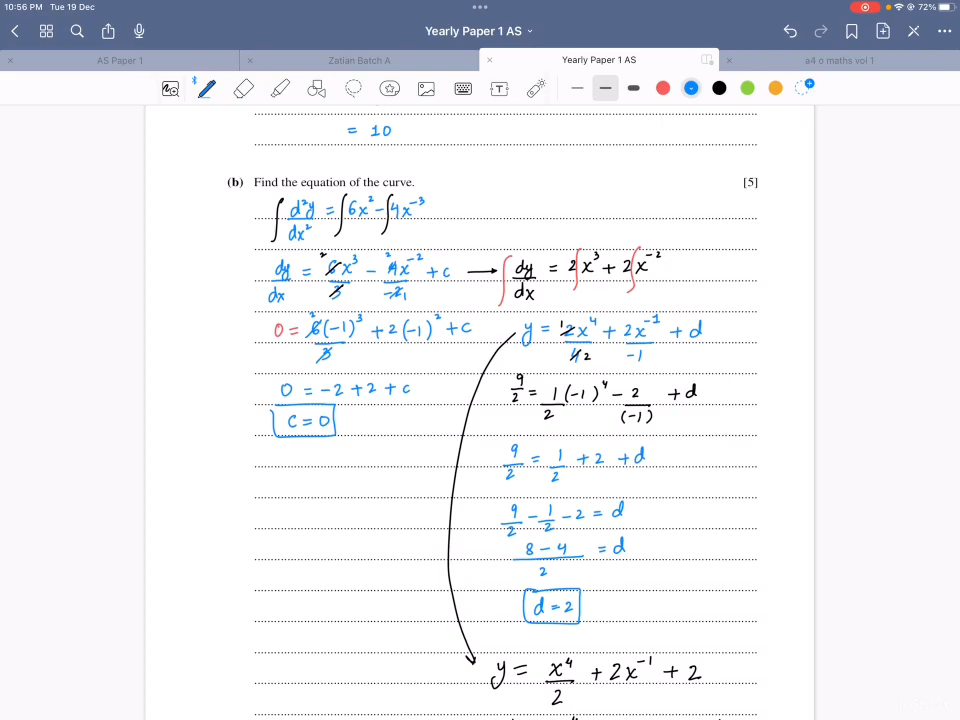 10:56 PM Tue 19 Dec
72%
Yearly Paper 1 AS
AS Paper 1
Zatian Batch A
Yearly Paper 1 AS
a4 o maths vol 1
= 10
(b) Find the equation of the curve. [5]
∫ d²y/dx² = ∫ 6x² - ∫ 4x⁻³
dy/dx = 6x³/3 - 4x⁻²/-2 + c → ∫ dy/dx = ∫ 2x³ + ∫ 2x⁻²
0 = 6(-1)³/3 + 2(-1)² + c
y = 2x⁴/4 + 2x⁻¹/-1 + d
0 = -2 + 2 + c
c = 0
9/2 = 1/2 (-1)⁴ - 2/(-1) + d
9/2 = 1/2 + 2 + d
9/2 - 1/2 - 2 = d
8 - 4/2 = d
d = 2
y = x⁴/2 + 2x⁻¹ + 2